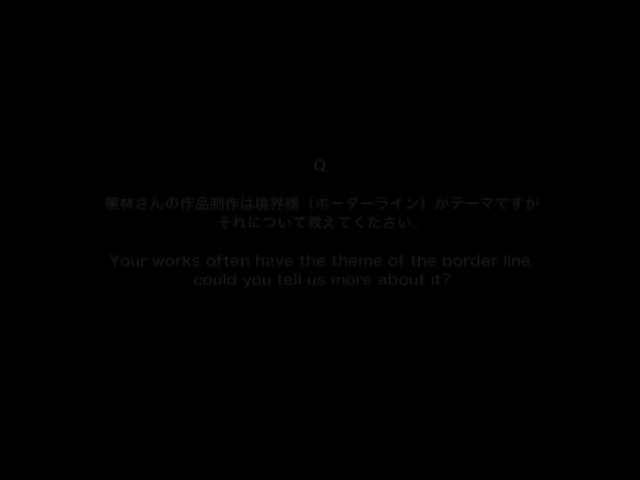 Q.
栗林さんの作品制作は境界線（ボーダーライン）がテーマですが
それについて教えてください。
Your works often have the theme of the border line,
could you tell us more about it?